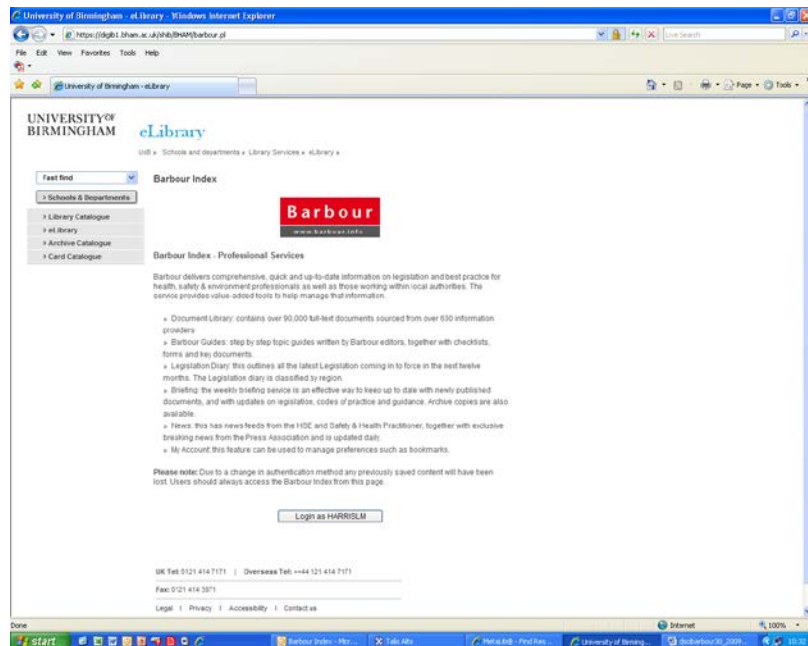 University of Birmingham - eLibrary - Windows Internet Explorer
https://digilib1.bham.ac.uk/shib/BHAM/barbour.pl
Live Search
File Edit View Favorites Tools Help
University of Birmingham - eLibrary
Page Tools
UNIVERSITY OF
BIRMINGHAM
eLibrary
UoB » Schools and departments » Library Services » eLibrary »
Fast find
> Schools & Departments
> Library Catalogue
> eLibrary
> Archive Catalogue
> Card Catalogue
Barbour Index
Barbour
www.barbour.info
Barbour Index - Professional Services
Barbour delivers comprehensive, quick and up-to-date information on legislation and best practice for
health, safety & environment professionals as well as those working within local authorities. The
service provides value-added tools to help manage that information.
» Document Library: contains over 90,000 full-text documents sourced from over 630 information
providers
» Barbour Guides: step by step topic guides written by Barbour editors, together with checklists,
forms and key documents.
» Legislation Diary: this outlines all the latest Legislation coming in to force in the next twelve
months. The Legislation diary is classified by region.
» Briefing: the weekly briefing service is an effective way to keep up to date with newly published
documents, and with updates on legislation, codes of practice and guidance. Archive copies are also
available.
» News: this has news feeds from the HSE and Safety & Health Practitioner, together with exclusive
breaking news from the Press Association and is updated daily.
» My Account: this feature can be used to manage preferences such as bookmarks.
Please note: Due to a change in authentication method any previously saved content will have been
lost. Users should always access the Barbour Index from this page.
Login as HARRISLM
UK Tel: 0121 414 7171 | Overseas Tel: ++44 121 414 7171
Fax: 0121 414 3971
Legal | Privacy | Accessibility | Contact us
Done
Internet
100%
start
Barbour Index - Micr...
Talis Alto
MetaLib® - Find Res...
University of Birming...
dscbarbour30_2009...
10:32